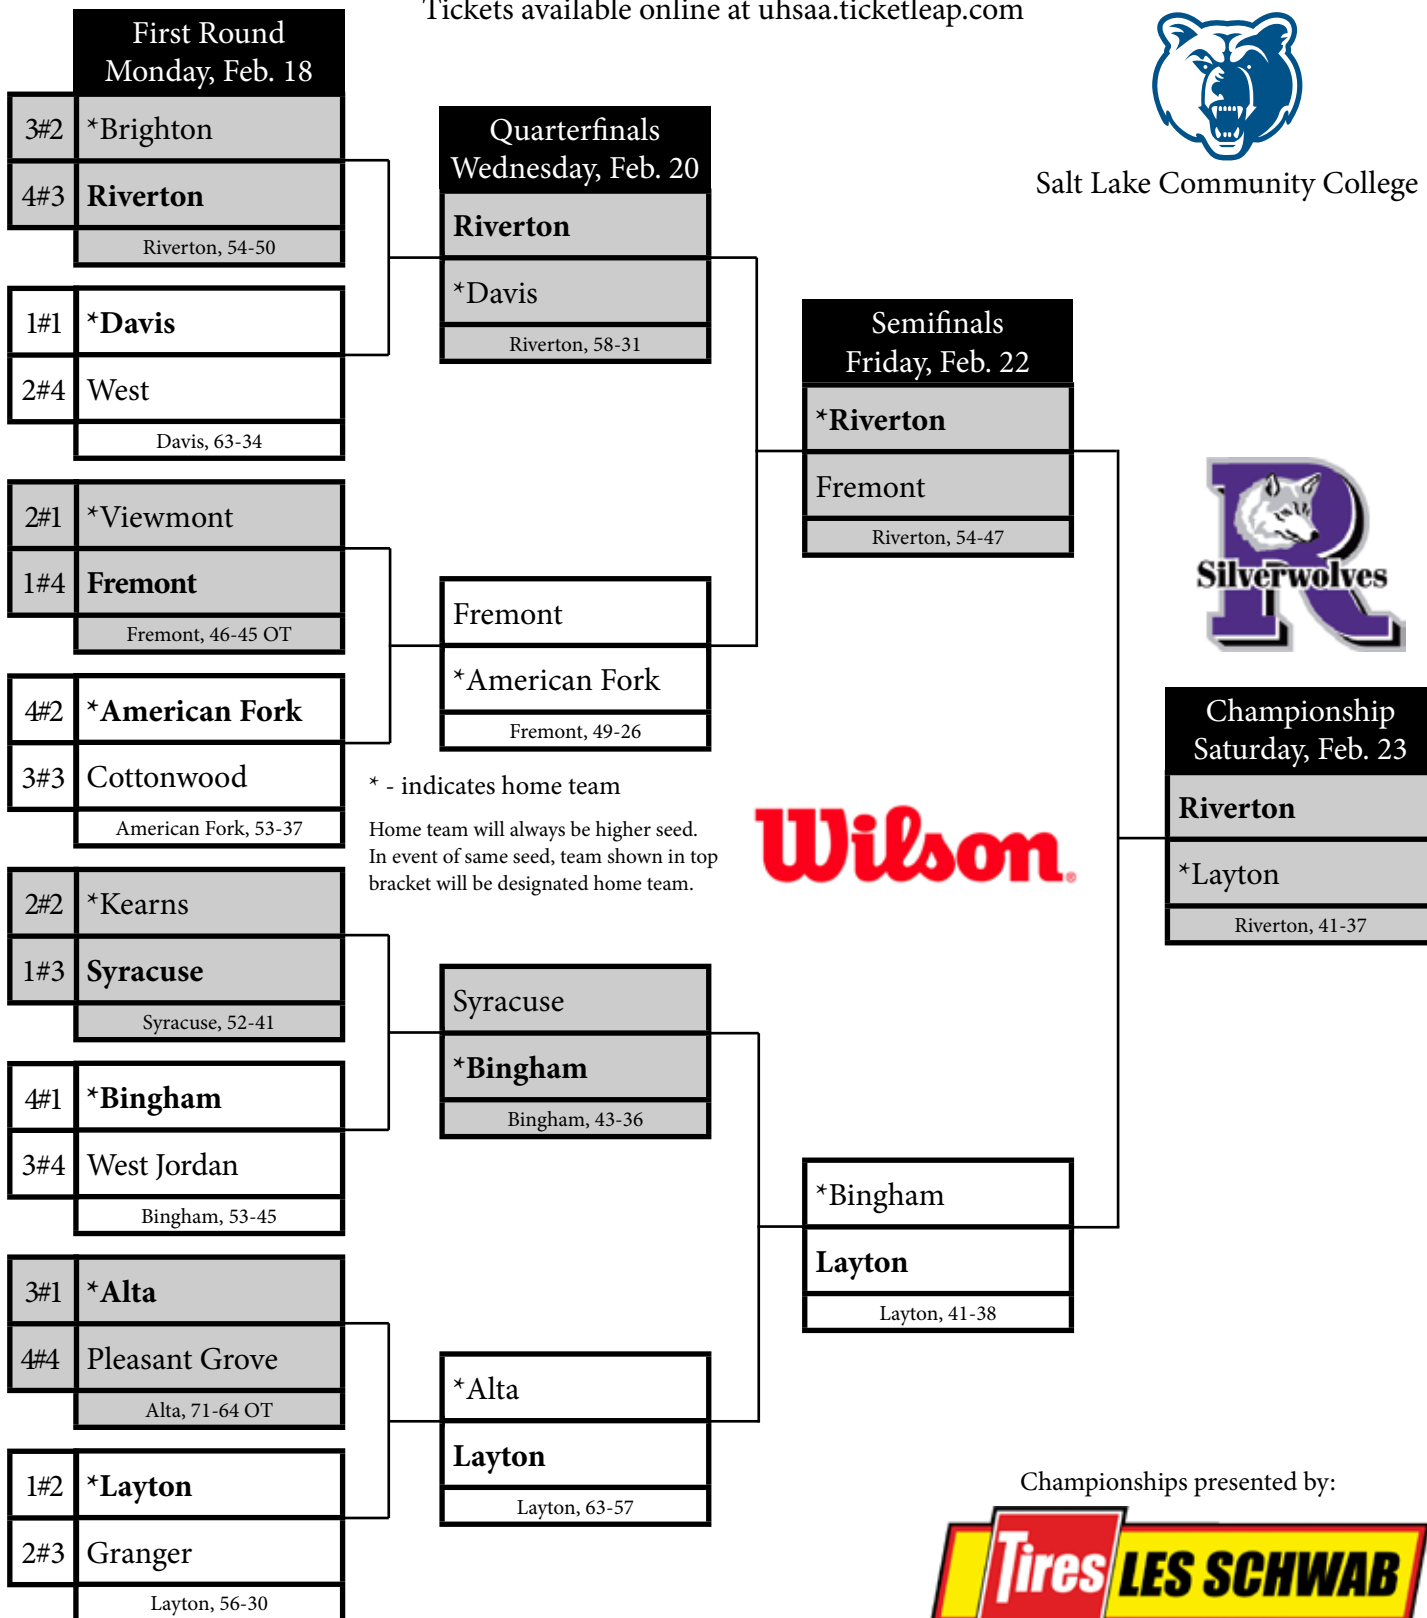 Tickets available online at uhsaa.ticketleap.com
First Round
Monday, Feb. 18
3#2 *Brighton
4#3 Riverton
Riverton, 54-50
1#1 *Davis
2#4 West
Davis, 63-34
2#1 *Viewmont
1#4 Fremont
Fremont, 46-45 OT
4#2 *American Fork
3#3 Cottonwood
American Fork, 53-37
2#2 *Kearns
1#3 Syracuse
Syracuse, 52-41
4#1 *Bingham
3#4 West Jordan
Bingham, 53-45
3#1 *Alta
4#4 Pleasant Grove
Alta, 71-64 OT
1#2 *Layton
2#3 Granger
Layton, 56-30
Quarterfinals
Wednesday, Feb. 20
Riverton
*Davis
Riverton, 58-31
Fremont
*American Fork
Fremont, 49-26
* - indicates home team
Home team will always be higher seed.
In event of same seed, team shown in top
bracket will be designated home team.
Syracuse
*Bingham
Bingham, 43-36
*Alta
Layton
Layton, 63-57
Semifinals
Friday, Feb. 22
*Riverton
Fremont
Riverton, 54-47
Wilson®
*Bingham
Layton
Layton, 41-38
Salt Lake Community College
R
Silverwolves
Championship
Saturday, Feb. 23
Riverton
*Layton
Riverton, 41-37
Championships presented by:
Tires LES SCHWAB